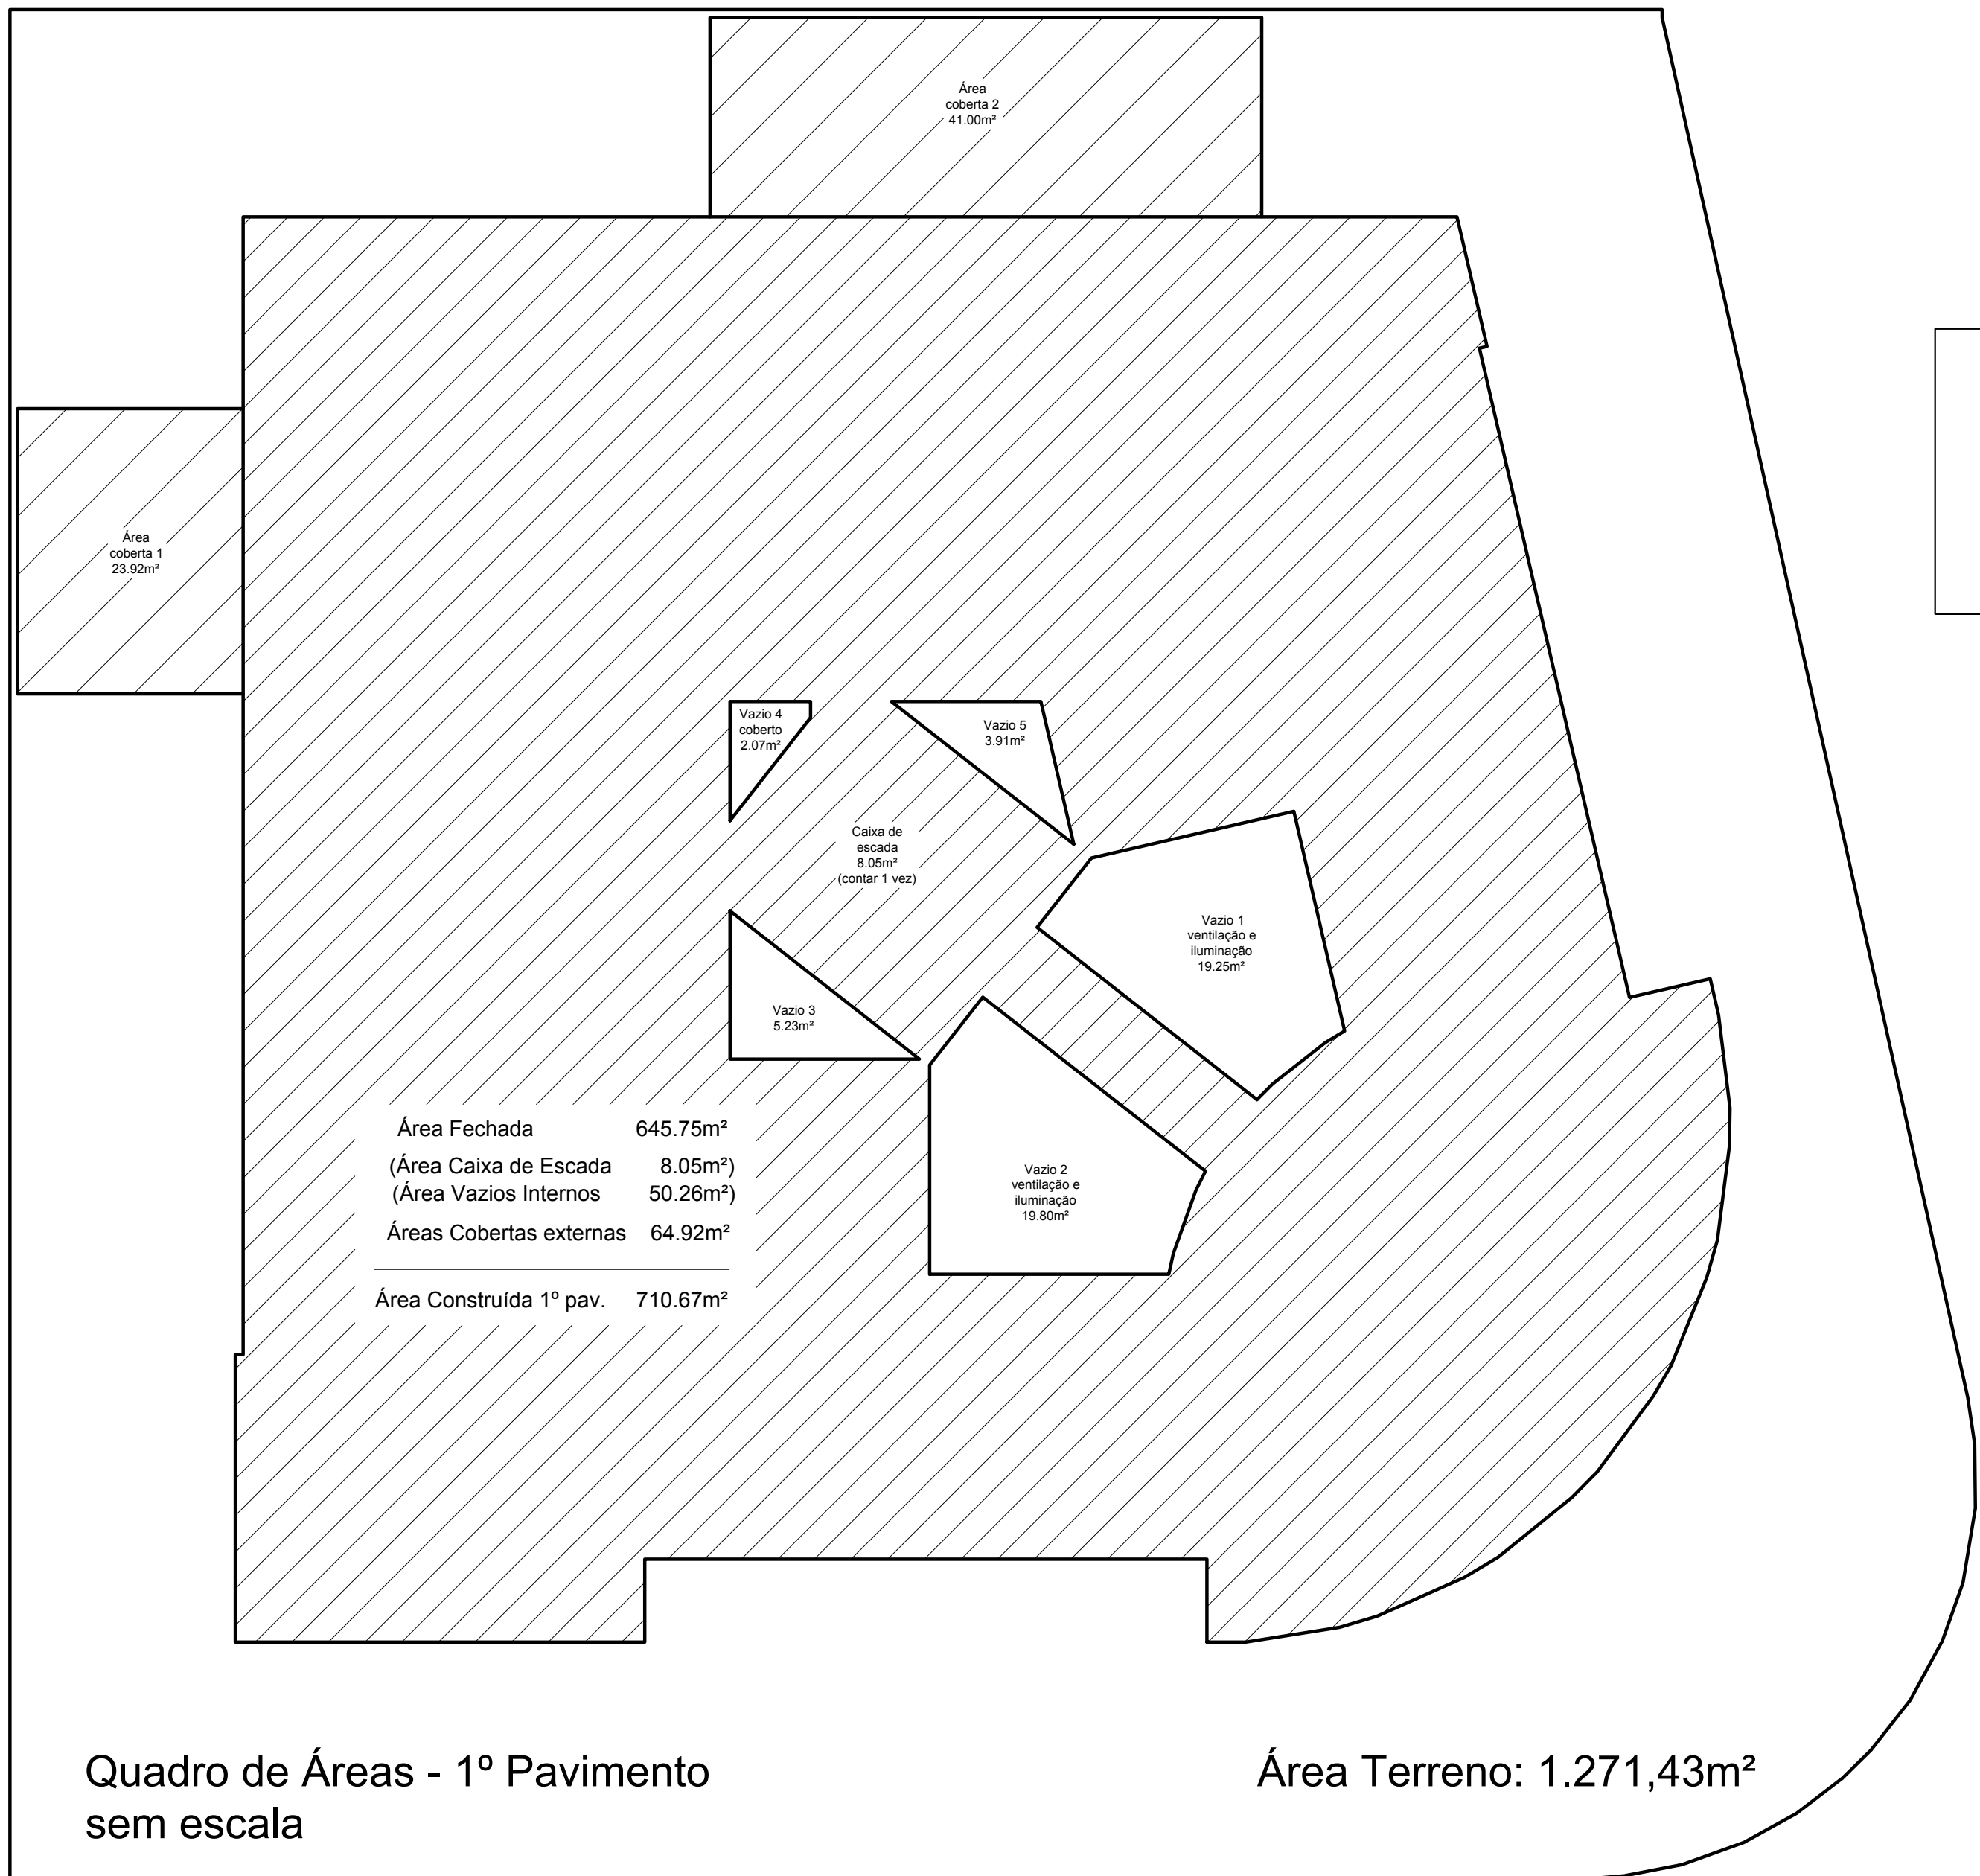 Área
coberta 2
41.00m²
Área
coberta 1
23.92m²
Vazio 4
coberto
2.07m²
Vazio 5
3.91m²
Caixa de
escada
8.05m²
(contar 1 vez)
Vazio 1
ventilação e
iluminação
19.25m²
Vazio 3
5.23m²
Vazio 2
ventilação e
iluminação
19.80m²
Área Fechada 645.75m²
(Área Caixa de Escada 8.05m²)
(Área Vazios Internos 50.26m²)
Áreas Cobertas externas 64.92m²
Área Construída 1º pav. 710.67m²
Quadro de Áreas - 1º Pavimento
sem escala
Área Terreno: 1.271,43m²